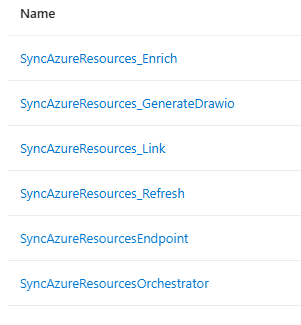 Name
SyncAzureResources_Enrich
SyncAzureResources_GenerateDrawio
SyncAzureResources_Link
SyncAzureResources_Refresh
SyncAzureResourcesEndpoint
SyncAzureResourcesOrchestrator